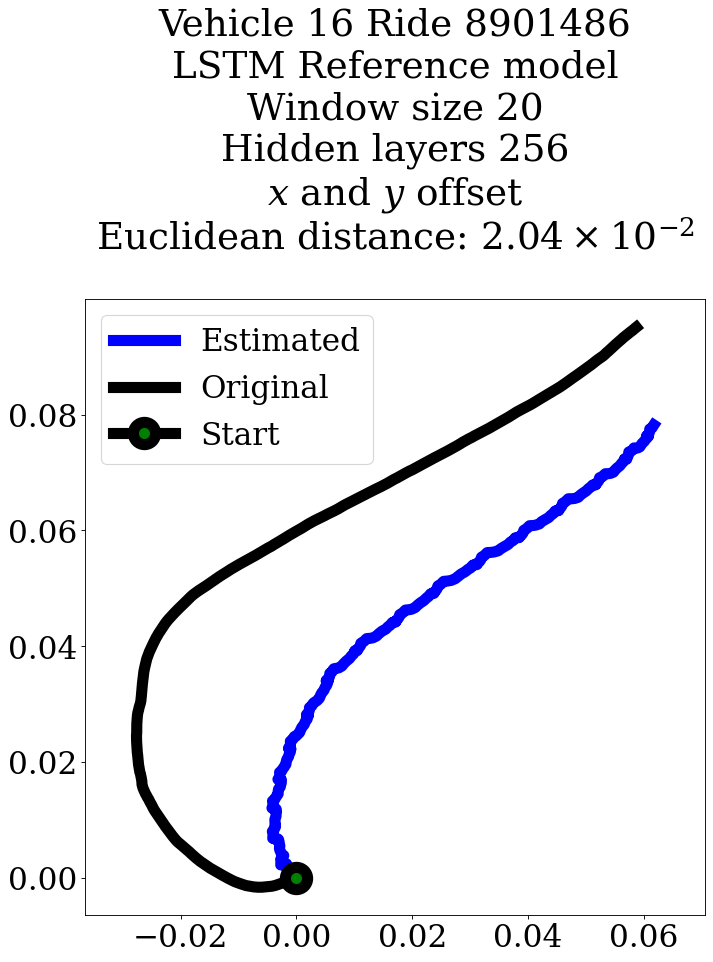 Vehicle 16 Ride 8901486
LSTM Reference model
Window size 20
Hidden layers 256
x and y offset
Euclidean distance: 2.04 × 10⁻²
Estimated
Original
Start
0.08
0.06
0.04
0.02
0.00
−0.02 0.00 0.02 0.04 0.06